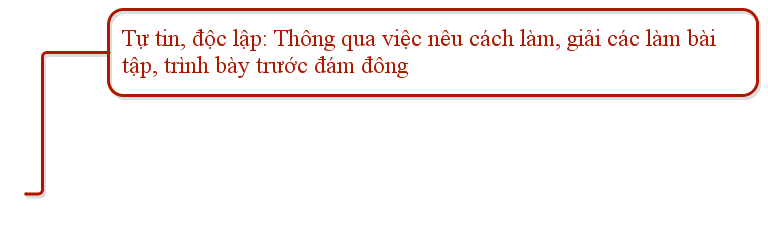 Tự tin, độc lập: Thông qua việc nêu cách làm, giải các làm bài
tập, trình bày trước đám đông